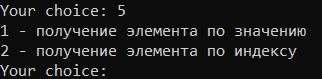 Your choice: 5
1 - получение элемента по значению
2 - получение элемента по индексу
Your choice: